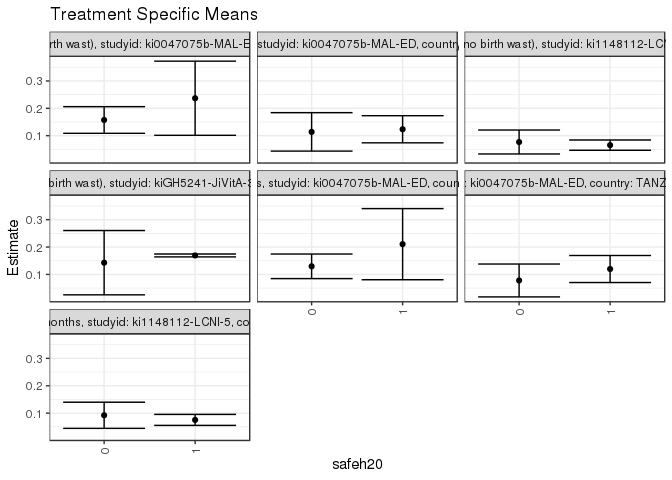 Treatment Specific Means
rth wast), studyid: ki0047075b-MAL-E
studyid: ki0047075b-MAL-ED, country
no birth wast), studyid: ki1148112-LC
0.3
0.2
0.1
birth wast), studyid: kiGH5241-JiVitA-3
s, studyid: ki0047075b-MAL-ED, coun
: ki0047075b-MAL-ED, country: TANZ
0.3
0.2
0.1
Estimate
0 1 0 1
onths, studyid: ki1148112-LCNI-5, co
0.3
0.2
0.1
0 1
safeh20